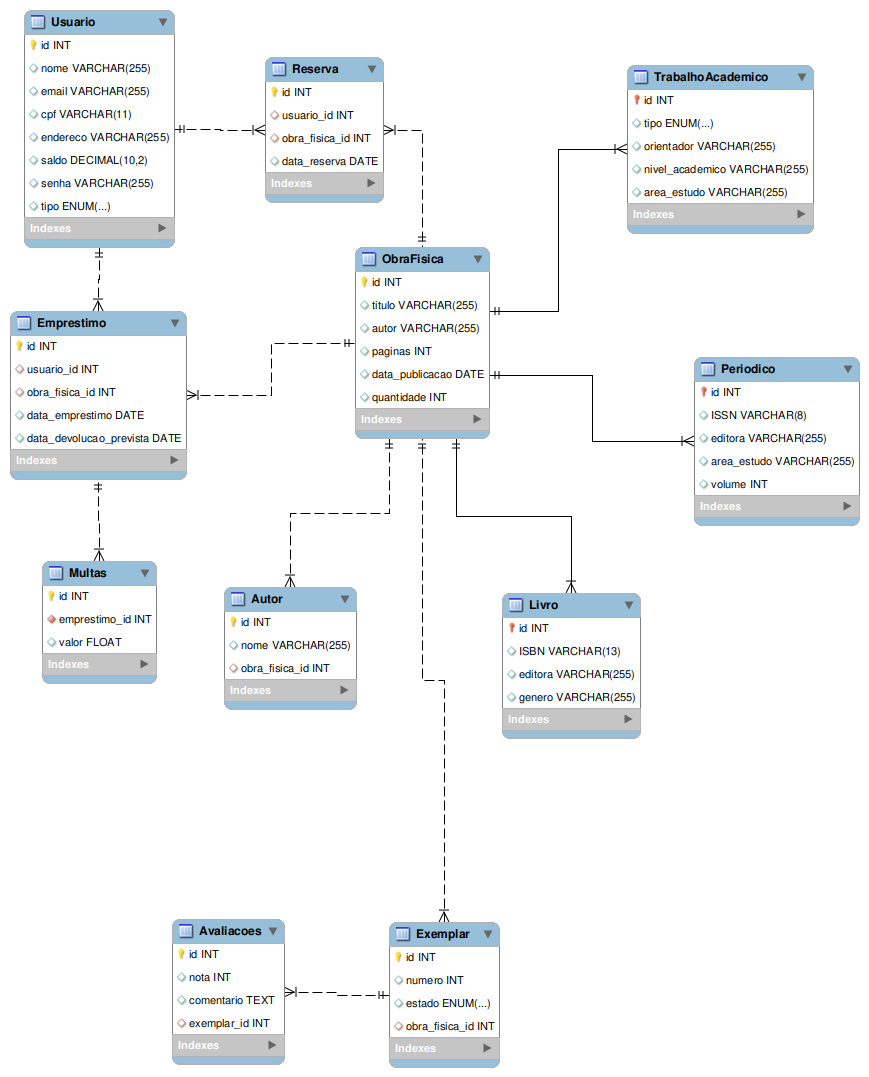 Usuario
id INT
nome VARCHAR(255)
email VARCHAR(255)
cpf VARCHAR(11)
endereco VARCHAR(255)
saldo DECIMAL(10,2)
senha VARCHAR(255)
tipo ENUM(...)
Indexes
Reserva
id INT
usuario_id INT
obra_fisica_id INT
data_reserva DATE
Indexes
TrabalhoAcademico
id INT
tipo ENUM(...)
orientador VARCHAR(255)
nivel_academico VARCHAR(255)
area_estudo VARCHAR(255)
Indexes
ObraFisica
id INT
titulo VARCHAR(255)
autor VARCHAR(255)
paginas INT
data_publicacao DATE
quantidade INT
Indexes
Emprestimo
id INT
usuario_id INT
obra_fisica_id INT
data_emprestimo DATE
data_devolucao_prevista DATE
Indexes
Periodico
id INT
ISSN VARCHAR(8)
editora VARCHAR(255)
area_estudo VARCHAR(255)
volume INT
Indexes
Multas
id INT
emprestimo_id INT
valor FLOAT
Indexes
Autor
id INT
nome VARCHAR(255)
obra_fisica_id INT
Indexes
Livro
id INT
ISBN VARCHAR(13)
editora VARCHAR(255)
genero VARCHAR(255)
Indexes
Avaliacoes
id INT
nota INT
comentario TEXT
exemplar_id INT
Indexes
Exemplar
id INT
numero INT
estado ENUM(...)
obra_fisica_id INT
Indexes